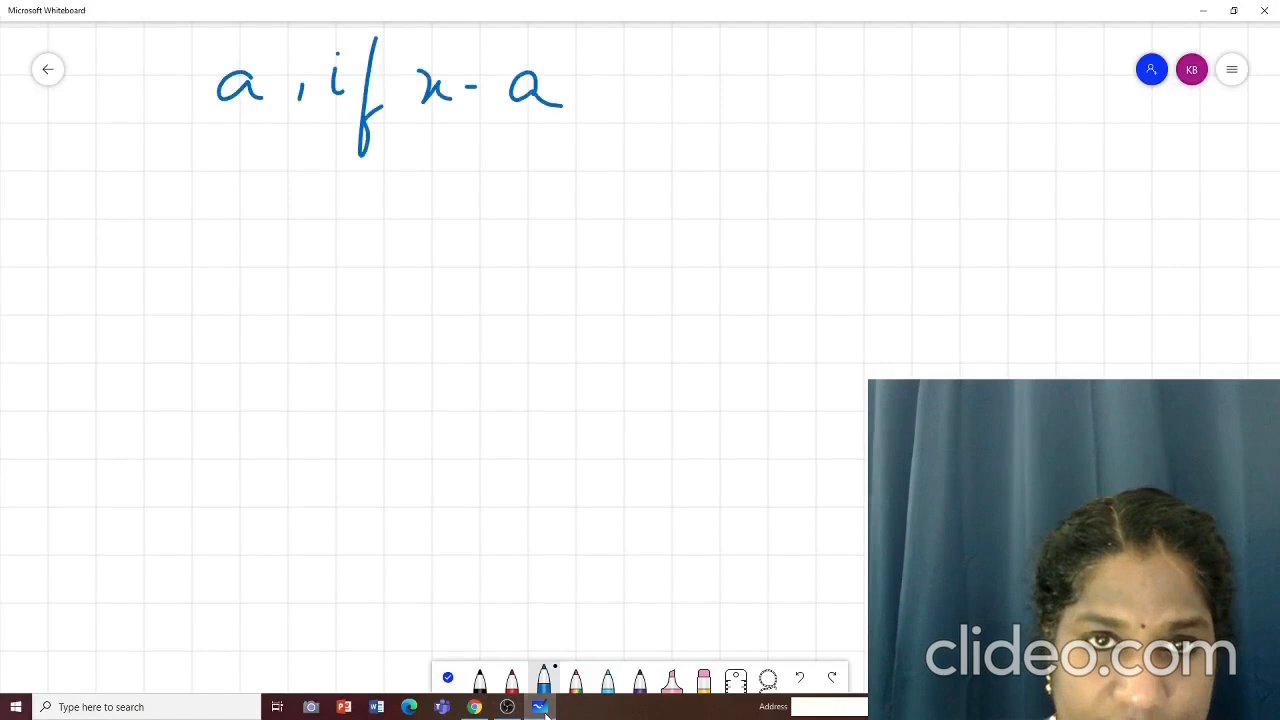 Microsoft Whiteboard
KB
a, if x - a
clideo.com
Type here to search
Address